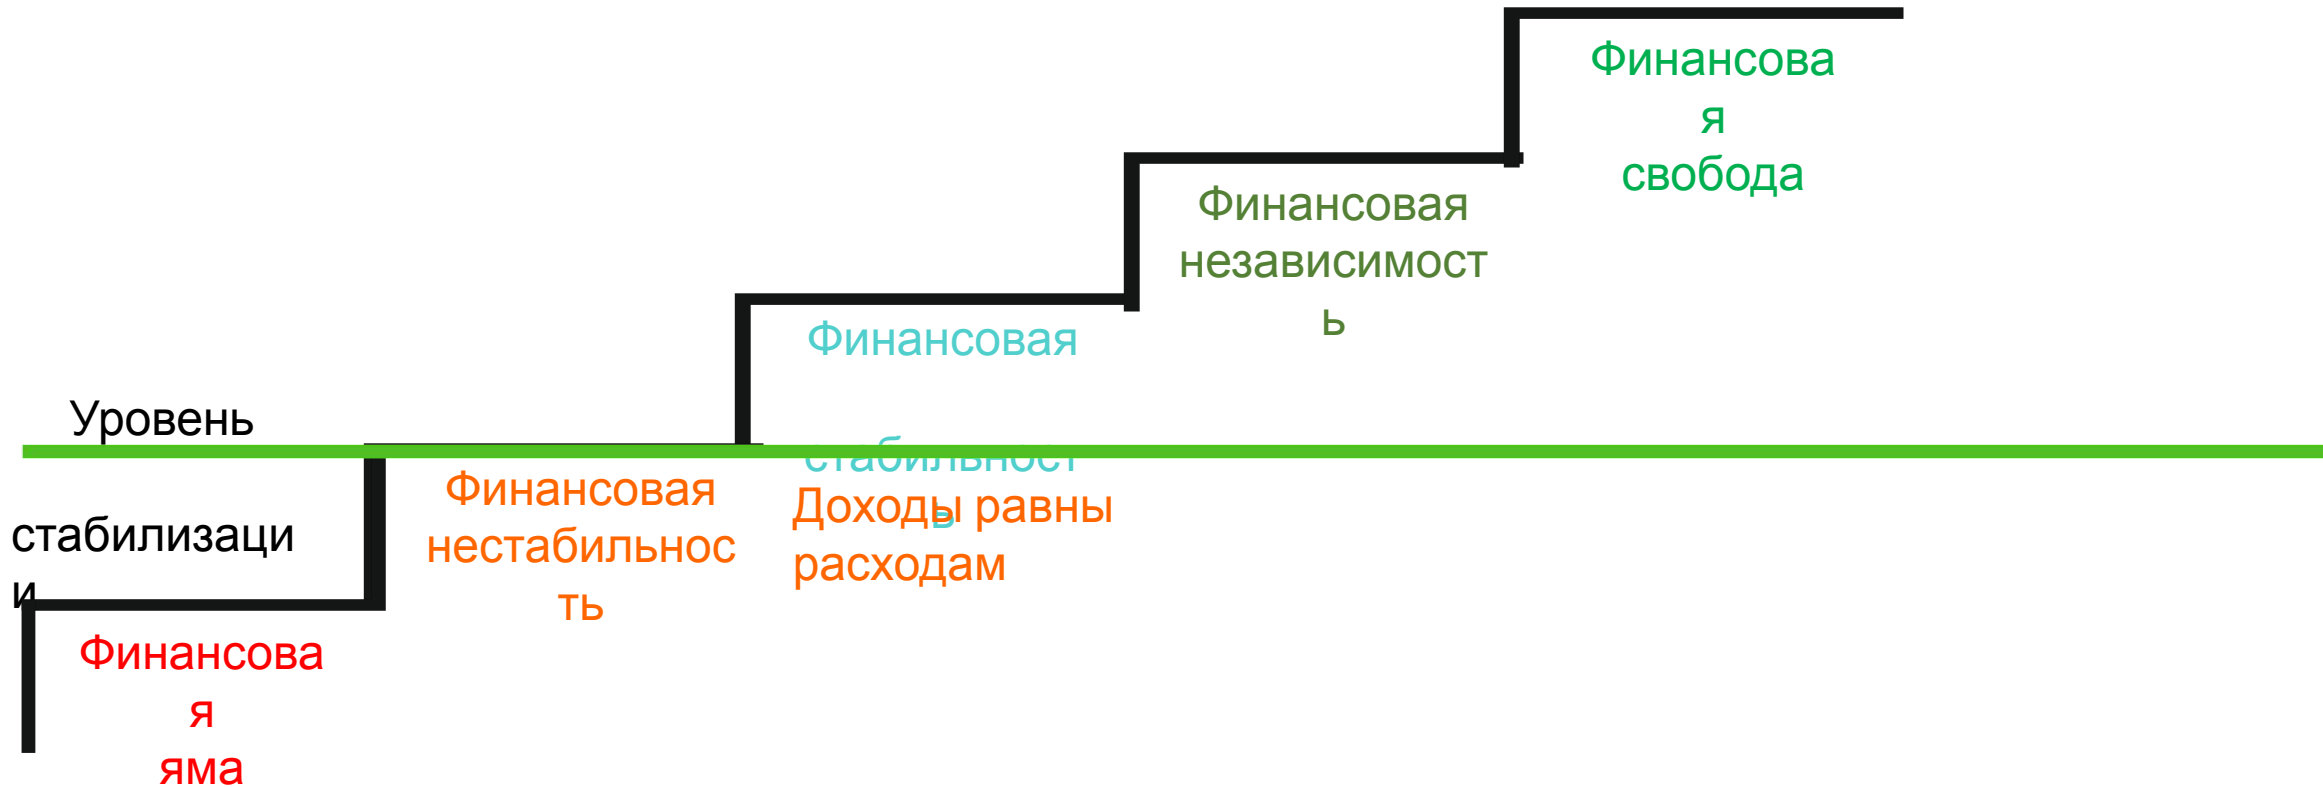 Финансова
я
свобода
Финансовая
независимост
ь
Финансовая
стабильност
ь
Уровень
стабилизаци
и
Финансовая
нестабильнос
ть
Доходы равны
расходам
Финансова
я
яма